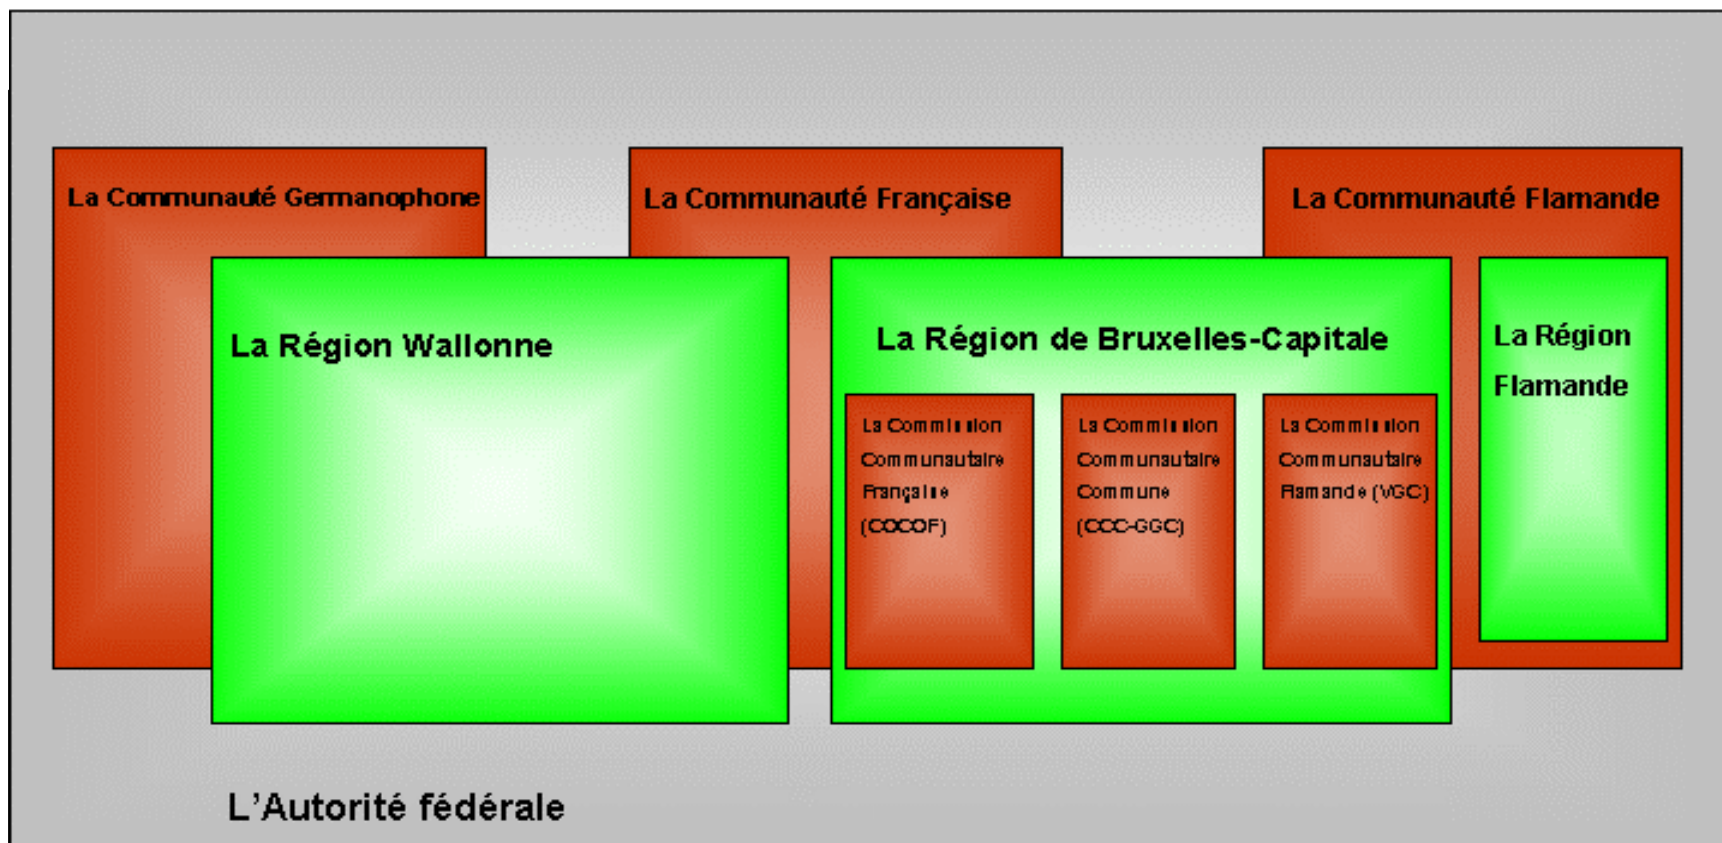 La Communauté Germanophone
La Communauté Française
La Communauté Flamande
La Région Wallonne
La Région de Bruxelles-Capitale
La Région
Flamande
La Commission
Communautaire
Française
(COCOF)
La Commission
Communautaire
Commune
(CCC-GGC)
La Commission
Communautaire
Flamande (VGC)
L'Autorité fédérale